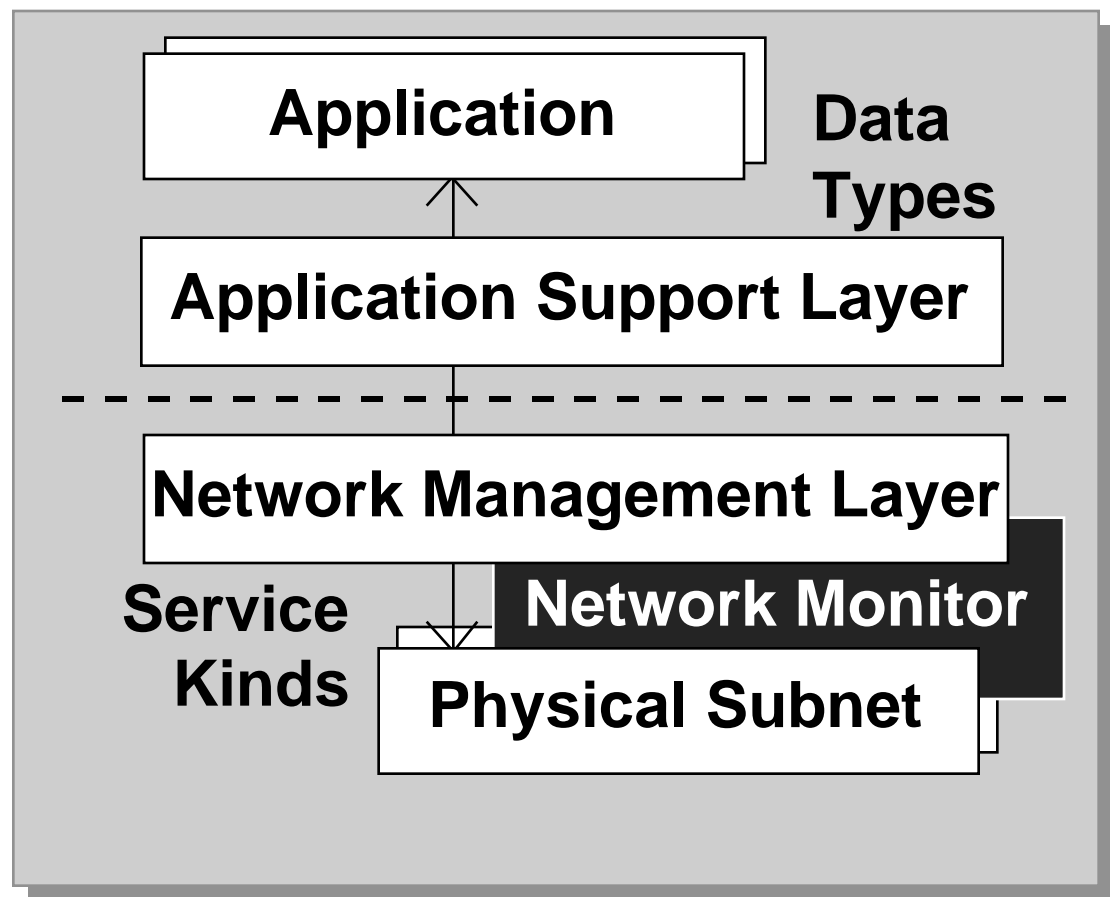 Application
Data
Types
Application Support Layer
Network Management Layer
Network Monitor
Service
Kinds
Physical Subnet